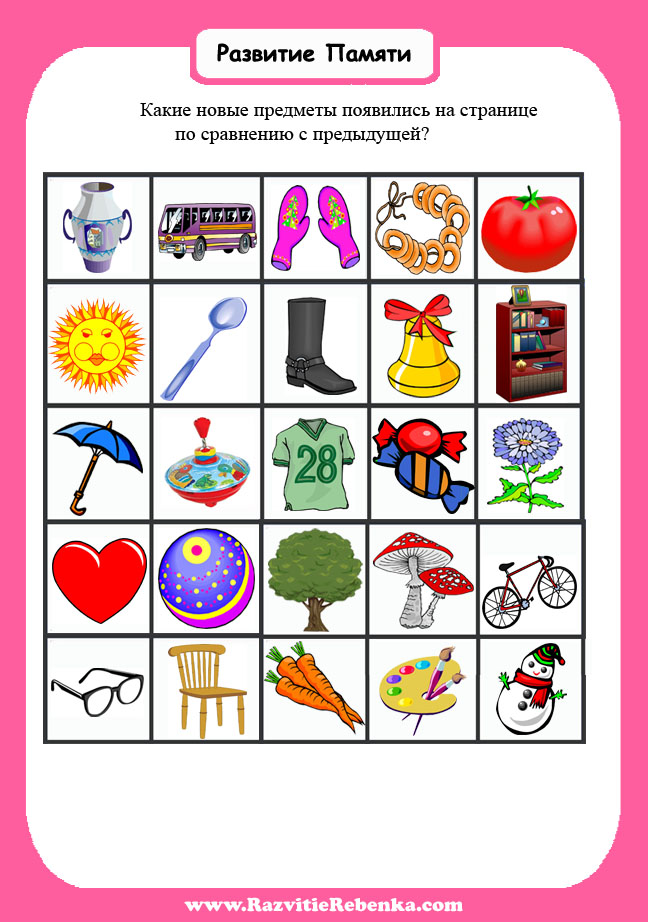 Развитие Памяти
Какие новые предметы появились на странице
по сравнению с предыдущей?
28
www.RazvitieRebenka.com